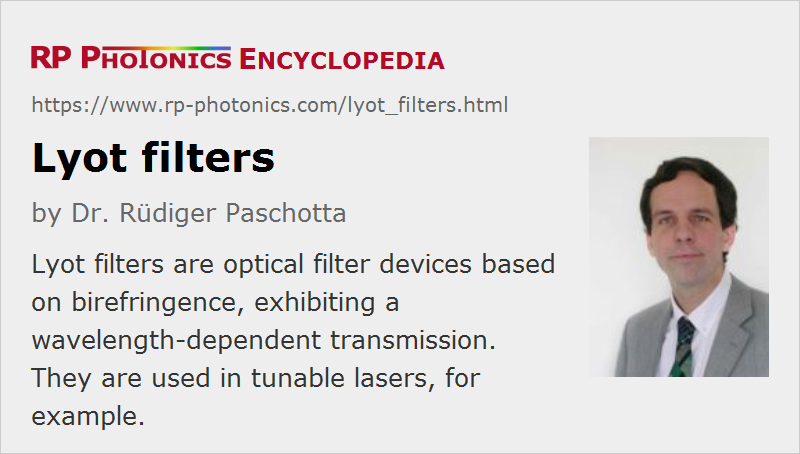 RP PHOTONICS ENCYCLOPEDIA
https://www.rp-photonics.com/lyot_filters.html
Lyot filters
by Dr. Rüdiger Paschotta
Lyot filters are optical filter devices based
on birefringence, exhibiting a
wavelength-dependent transmission.
They are used in tunable lasers, for
example.